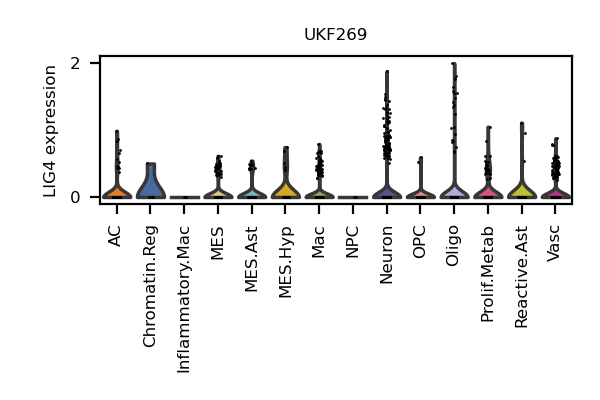 UKF269
LIG4 expression
2
0
AC
Chromatin.Reg
Inflammatory.Mac
MES
MES.Ast
MES.Hyp
Mac
NPC
Neuron
OPC
Oligo
Prolif.Metab
Reactive.Ast
Vasc